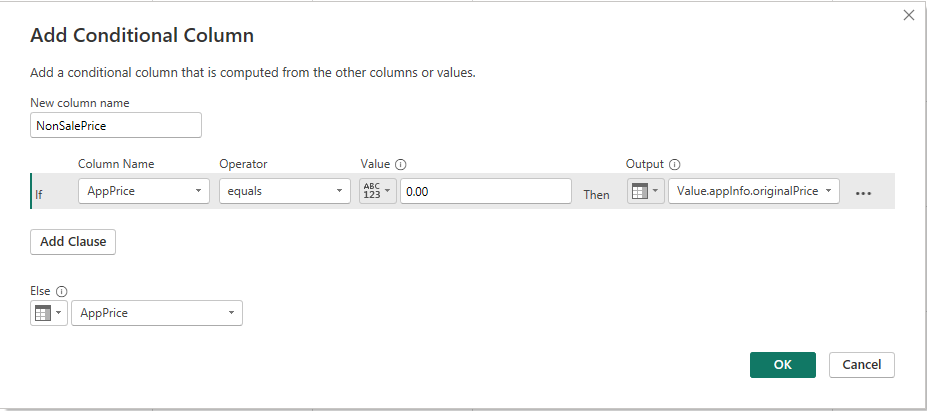 Add Conditional Column
Add a conditional column that is computed from the other columns or values.
New column name
NonSalePrice
Column Name Operator Value Output
If AppPrice equals ABC 123 0.00 Then Value.appInfo.originalPrice ...
Add Clause
Else
AppPrice
OK Cancel